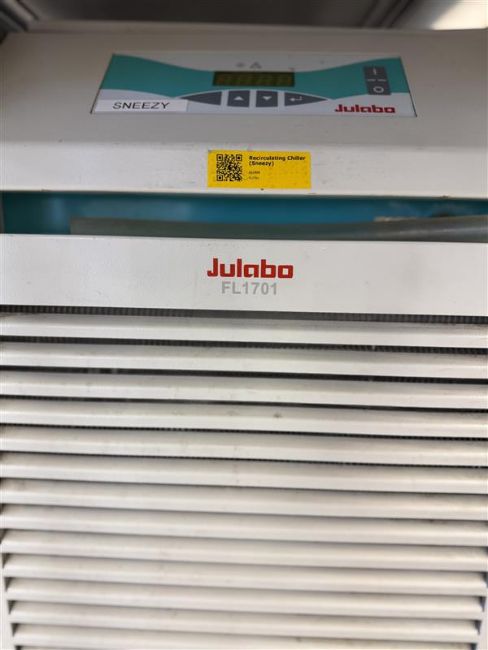 SNEEZY
I
O
Julabo
Recirculating Chiller
(Sneezy)
Julabo
FL1701